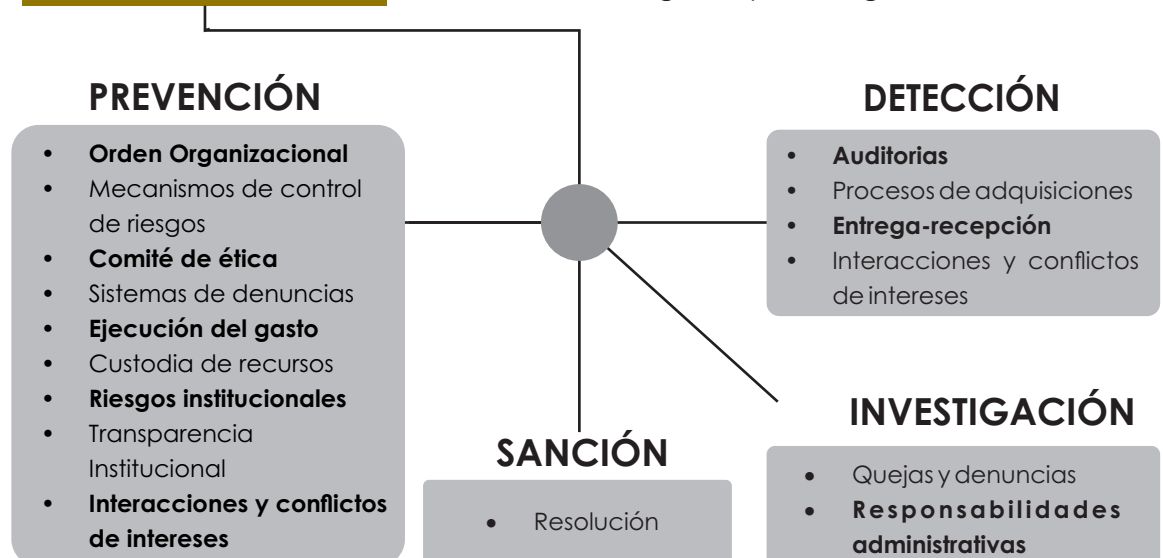 PREVENCIÓN
• Orden Organizacional
• Mecanismos de control
de riesgos
• Comité de ética
• Sistemas de denuncias
• Ejecución del gasto
• Custodia de recursos
• Riesgos institucionales
• Transparencia
Institucional
• Interacciones y conflictos
de intereses
DETECCIÓN
• Auditorias
• Procesos de adquisiciones
• Entrega-recepción
• Interacciones y conflictos
de intereses
SANCIÓN
• Resolución
INVESTIGACIÓN
• Quejas y denuncias
• Responsabilidades
administrativas